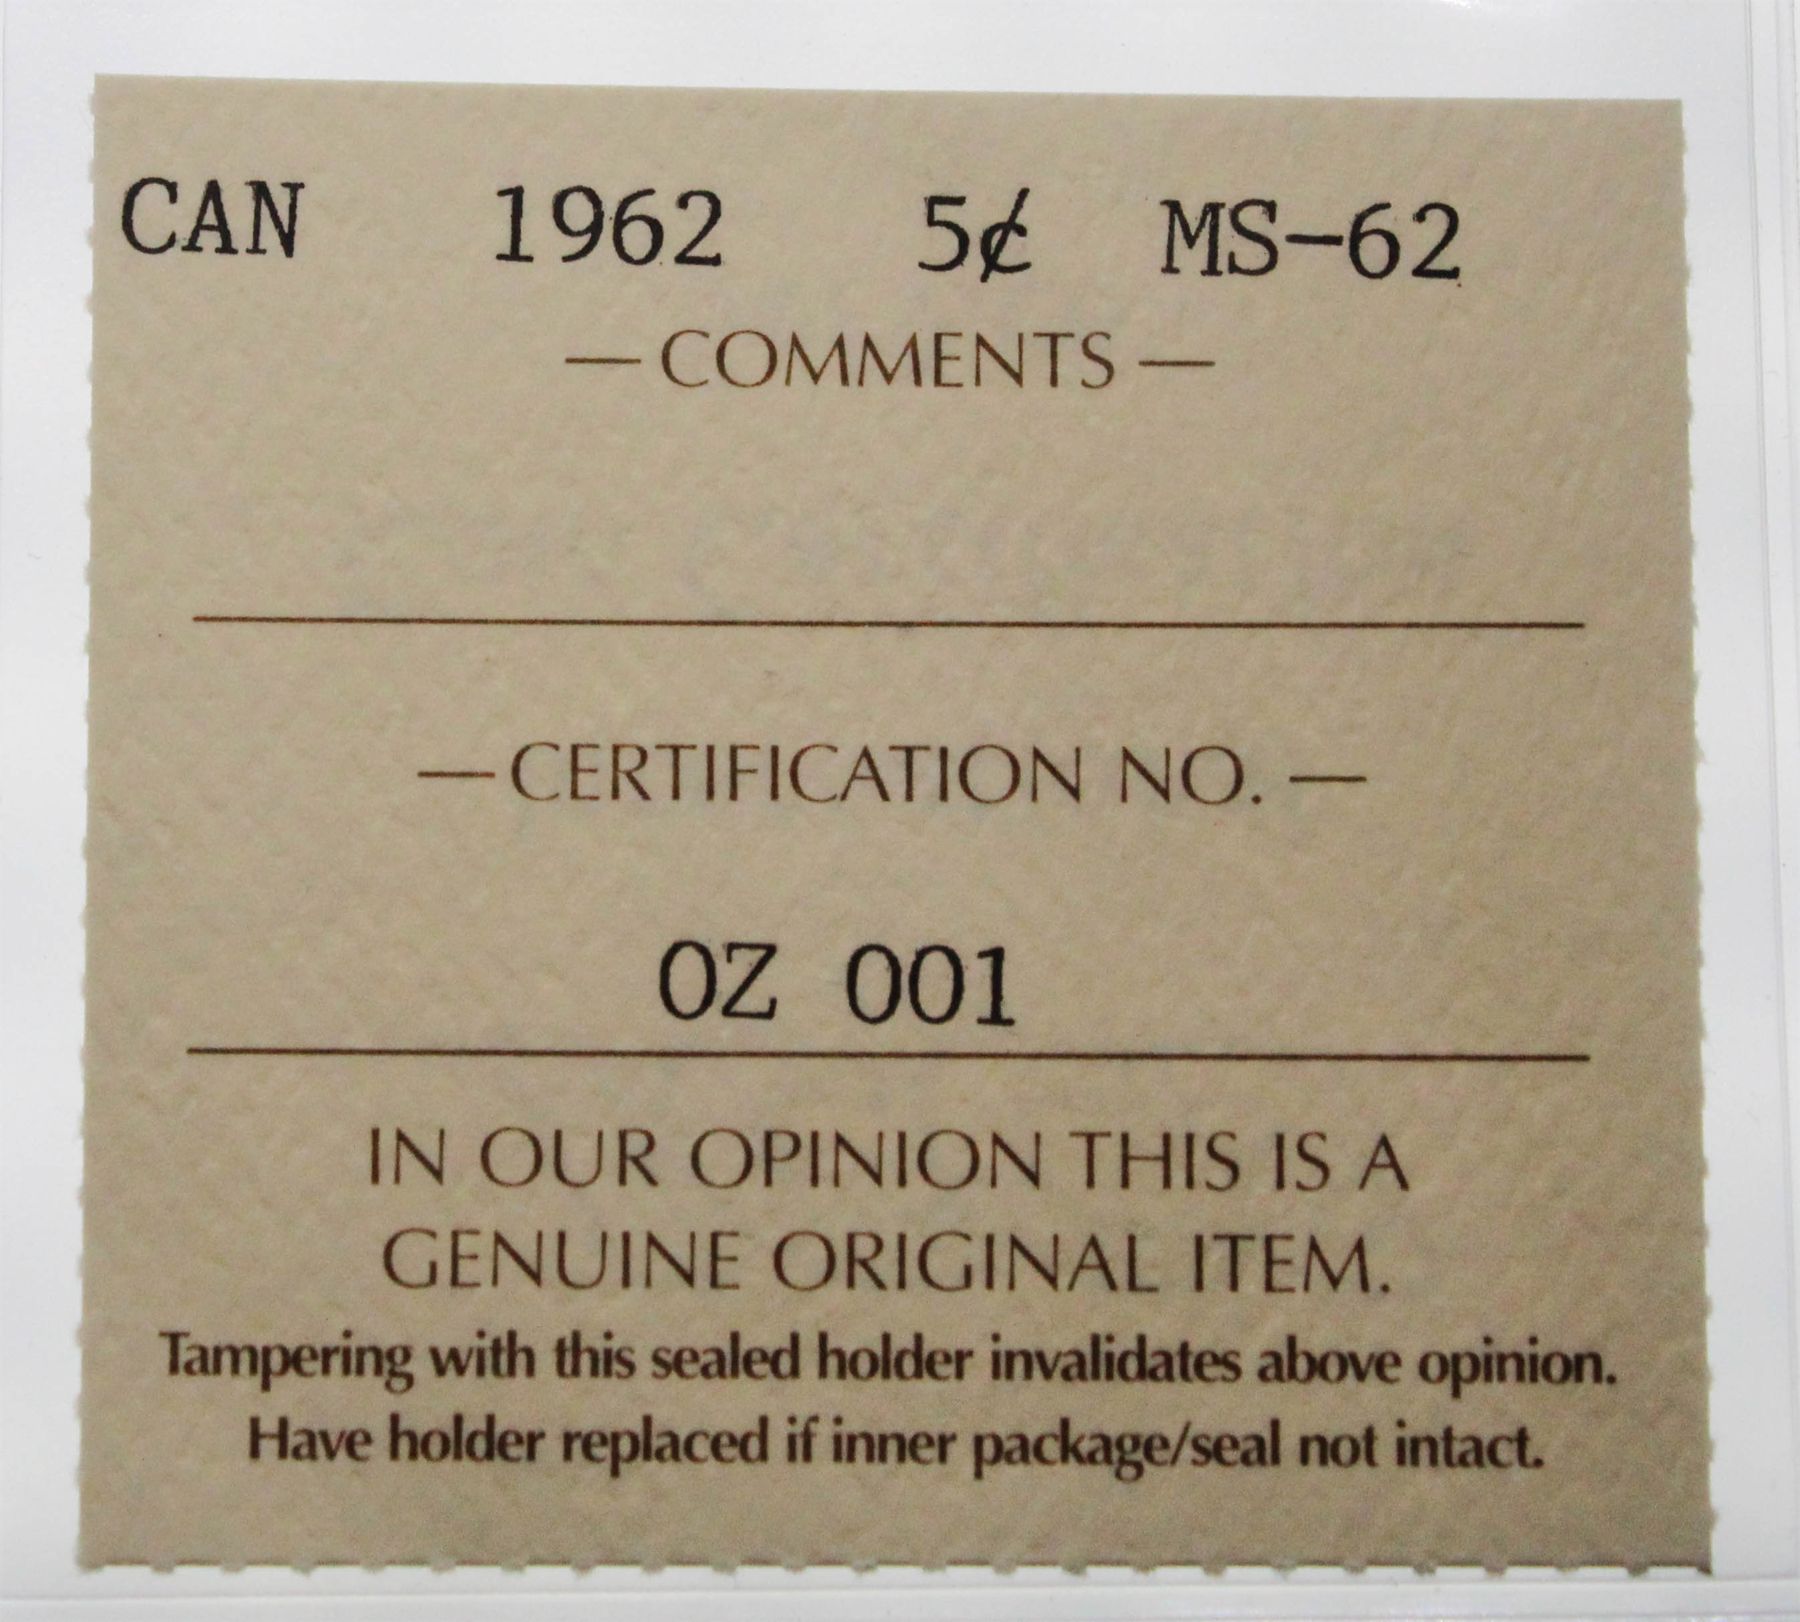 CAN 1962 5¢ MS-62
— COMMENTS —
— CERTIFICATION NO. —
OZ 001
IN OUR OPINION THIS IS A
GENUINE ORIGINAL ITEM.
Tampering with this sealed holder invalidates above opinion.
Have holder replaced if inner package/seal not intact.